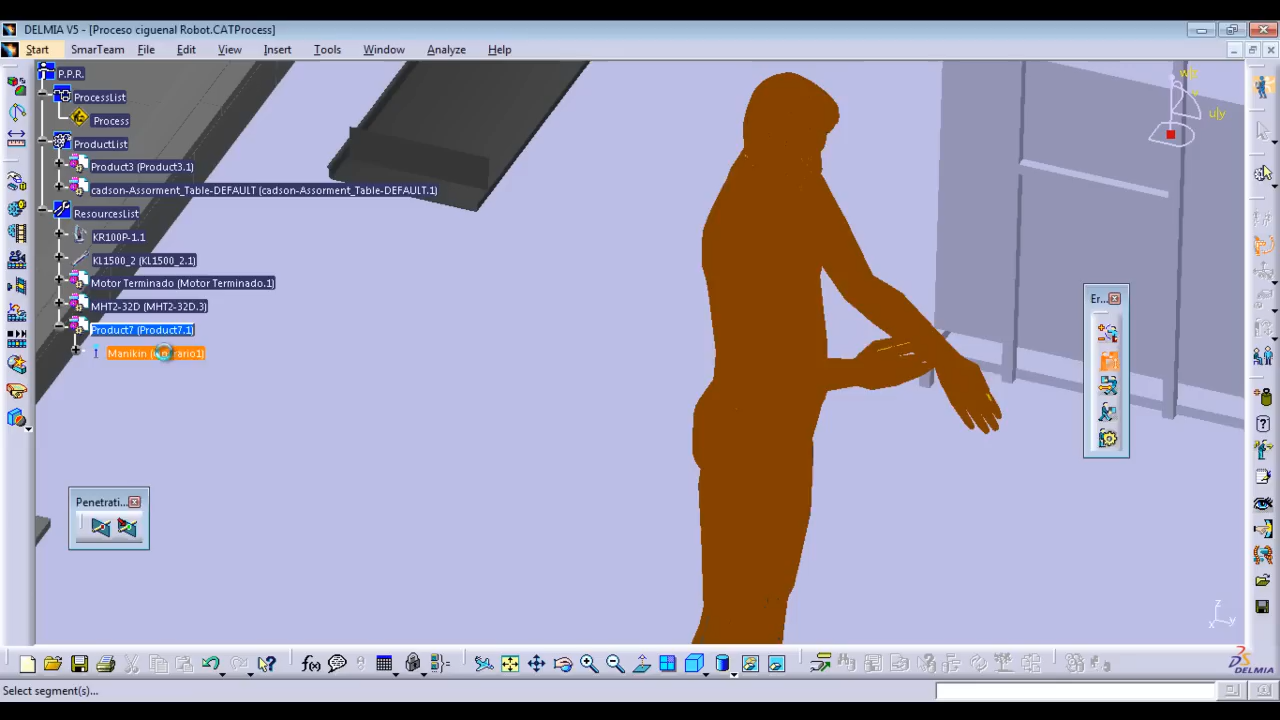 DELMIA V5 - [Proceso ciguenal Robot.CATProcess]
Start SmarTeam File Edit View Insert Tools Window Analyze Help
P.P.R.
ProcessList
Process
ProductList
Product3 (Product3.1)
cadson-Assorment_Table-DEFAULT (cadson-Assorment_Table-DEFAULT.1)
ResourcesList
KR100P-1.1
KL1500_2 (KL1500_2.1)
Motor Terminado (Motor Terminado.1)
MHT2-32D (MHT2-32D.3)
Product7 (Product7.1)
Manikin
w|z
u|y
Er...
Penetrati...
z
x y
f(x)
DELMIA
Select segment(s)...